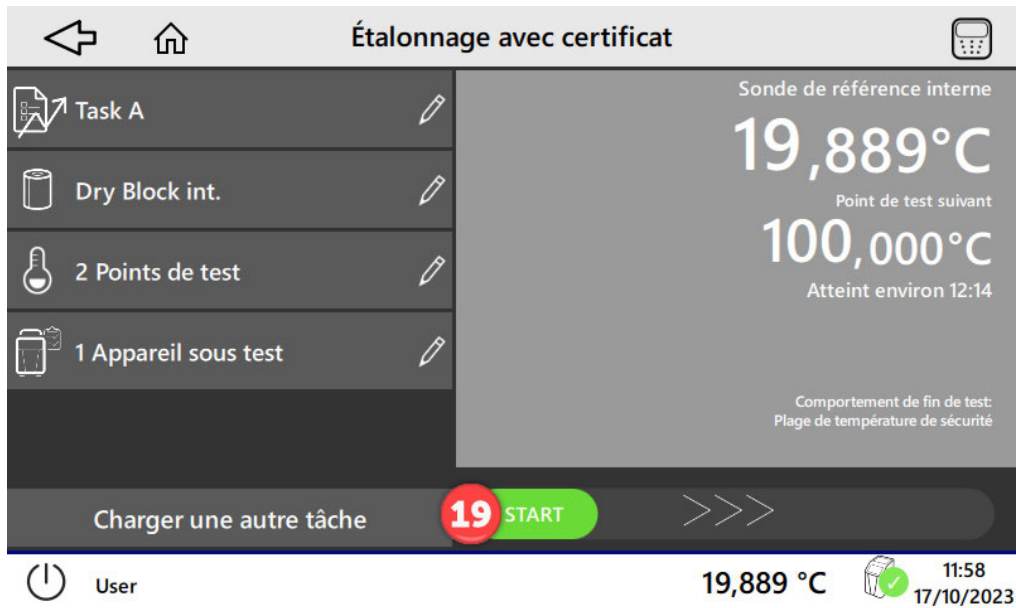 Étalonnage avec certificat
Task A
Dry Block int.
2 Points de test
1 Appareil sous test
Sonde de référence interne
19,889°C
Point de test suivant
100,000°C
Atteint environ 12:14
Comportement de fin de test:
Plage de température de sécurité
Charger une autre tâche
19 START
User
19,889 °C
11:58
17/10/2023